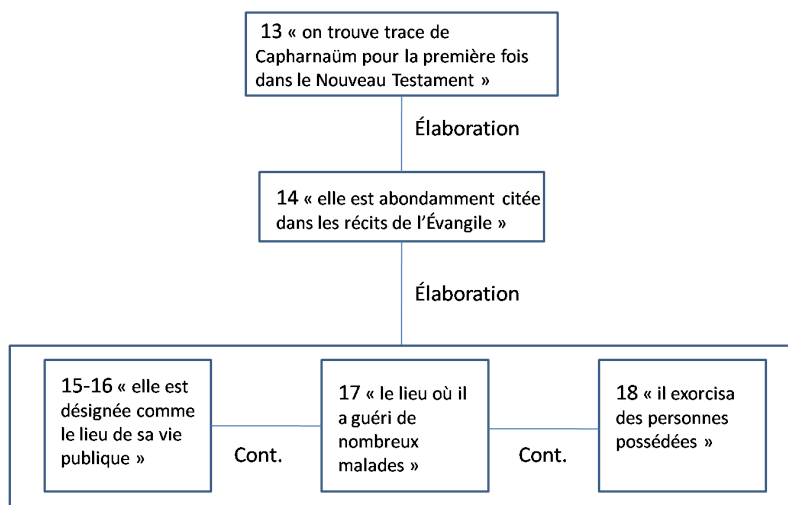 13 « on trouve trace de
Capharnaüm pour la première fois
dans le Nouveau Testament »
Élaboration
14 « elle est abondamment citée
dans les récits de l’Évangile »
Élaboration
15-16 « elle est
désignée comme
le lieu de sa vie
publique »
Cont.
17 « le lieu où il
a guéri de
nombreux
malades »
Cont.
18 « il exorcisa
des personnes
possédées »